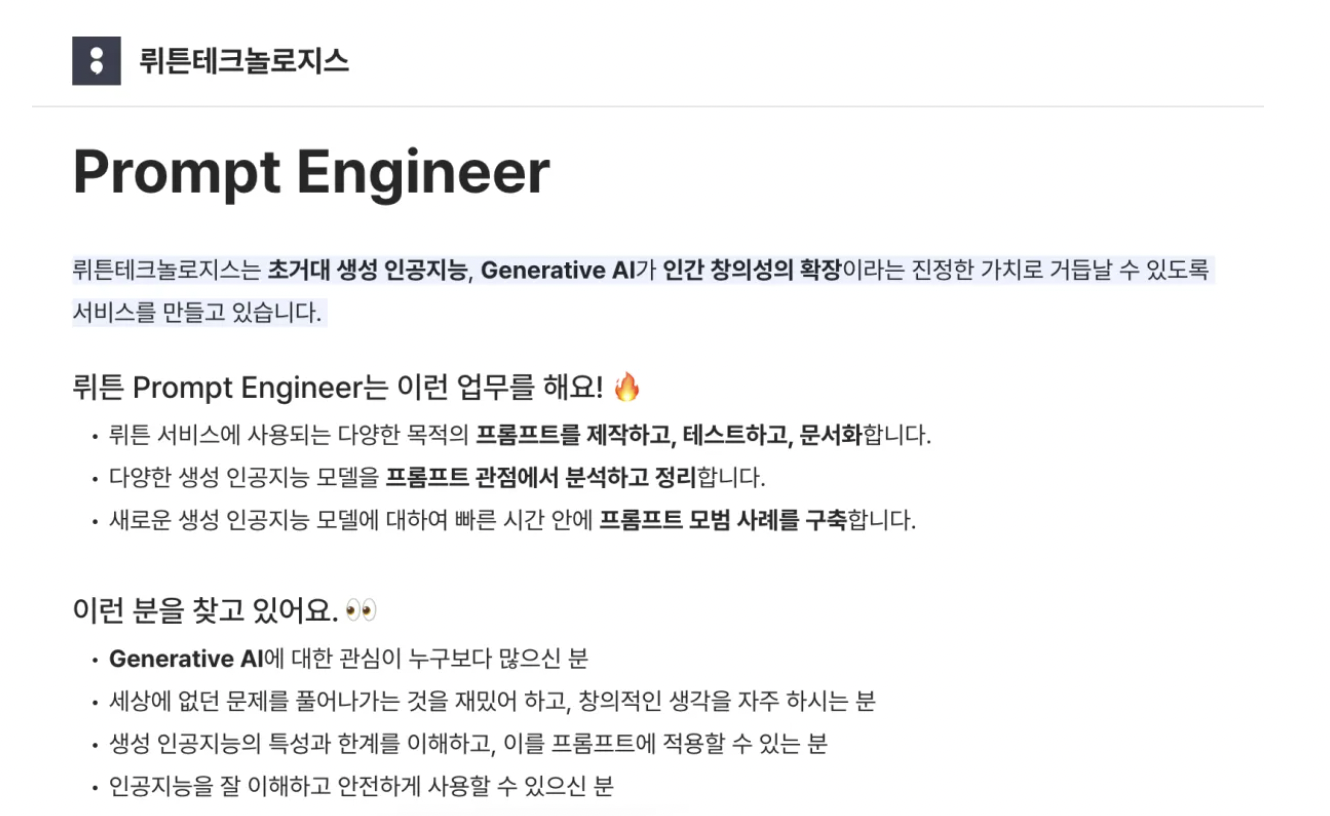 뤼튼테크놀로지스
Prompt Engineer
뤼튼테크놀로지스는 초거대 생성 인공지능, Generative AI가 인간 창의성의 확장이라는 진정한 가치로 거듭날 수 있도록
서비스를 만들고 있습니다.
뤼튼 Prompt Engineer는 이런 업무를 해요! 🔥
• 뤼튼 서비스에 사용되는 다양한 목적의 프롬프트를 제작하고, 테스트하고, 문서화합니다.
• 다양한 생성 인공지능 모델을 프롬프트 관점에서 분석하고 정리합니다.
• 새로운 생성 인공지능 모델에 대하여 빠른 시간 안에 프롬프트 모범 사례를 구축합니다.
이런 분을 찾고 있어요. 👀
• Generative AI에 대한 관심이 누구보다 많으신 분
• 세상에 없던 문제를 풀어나가는 것을 재밌어 하고, 창의적인 생각을 자주 하시는 분
• 생성 인공지능의 특성과 한계를 이해하고, 이를 프롬프트에 적용할 수 있는 분
• 인공지능을 잘 이해하고 안전하게 사용할 수 있으신 분